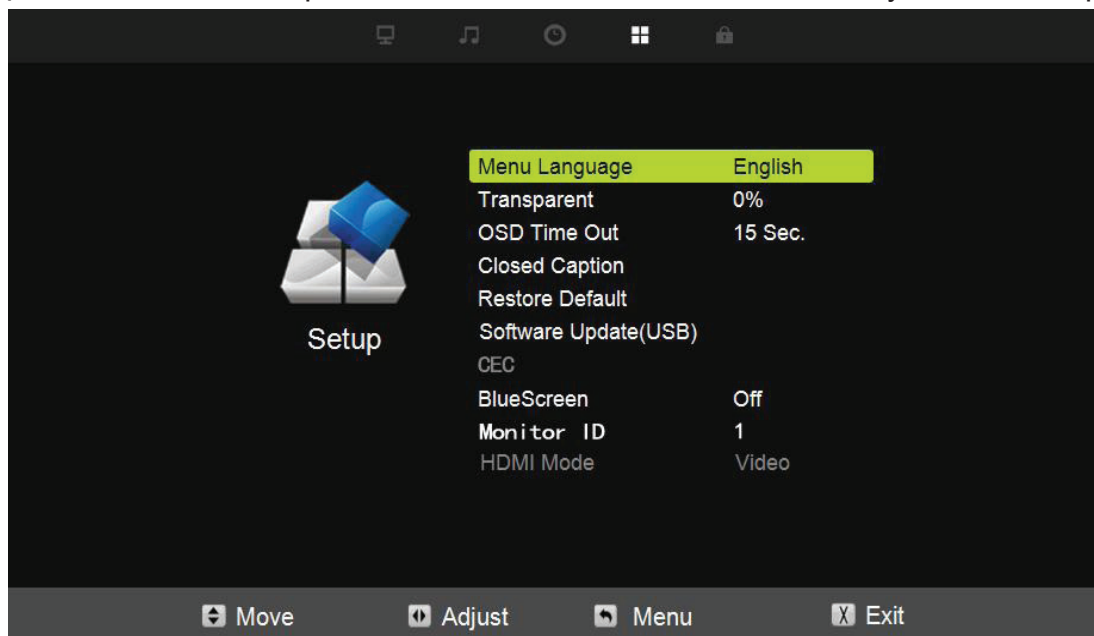 Menu Language English
Transparent 0%
OSD Time Out 15 Sec.
Closed Caption
Restore Default
Setup
Software Update(USB)
CEC
BlueScreen Off
Monitor ID 1
HDMI Mode Video
Move Adjust Menu X Exit